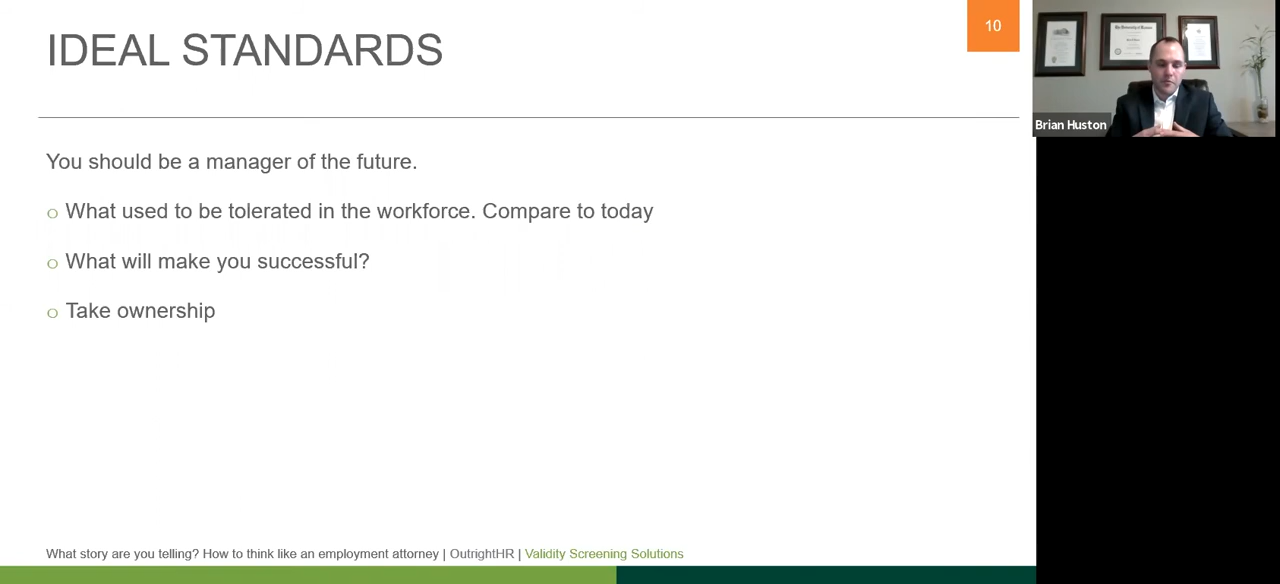 IDEAL STANDARDS
10
You should be a manager of the future.
o What used to be tolerated in the workforce. Compare to today
o What will make you successful?
o Take ownership
What story are you telling? How to think like an employment attorney | OutrightHR | Validity Screening Solutions
Brian Huston